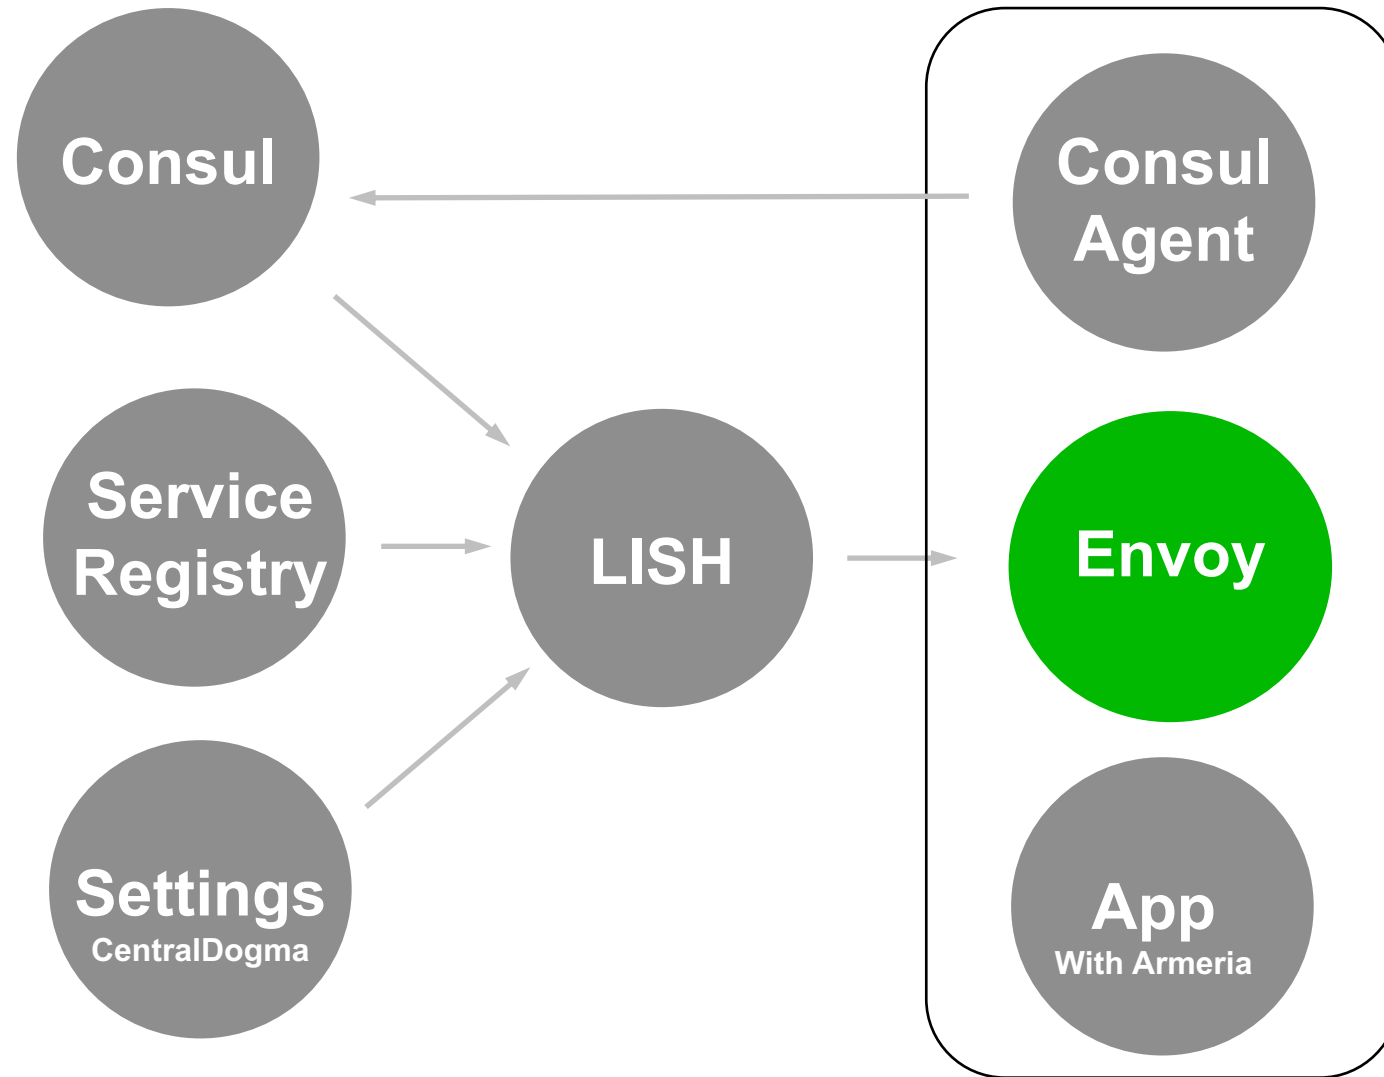 Consul
Consul
Agent
Service
Registry
LISH
Envoy
Settings
CentralDogma
App
With Armeria